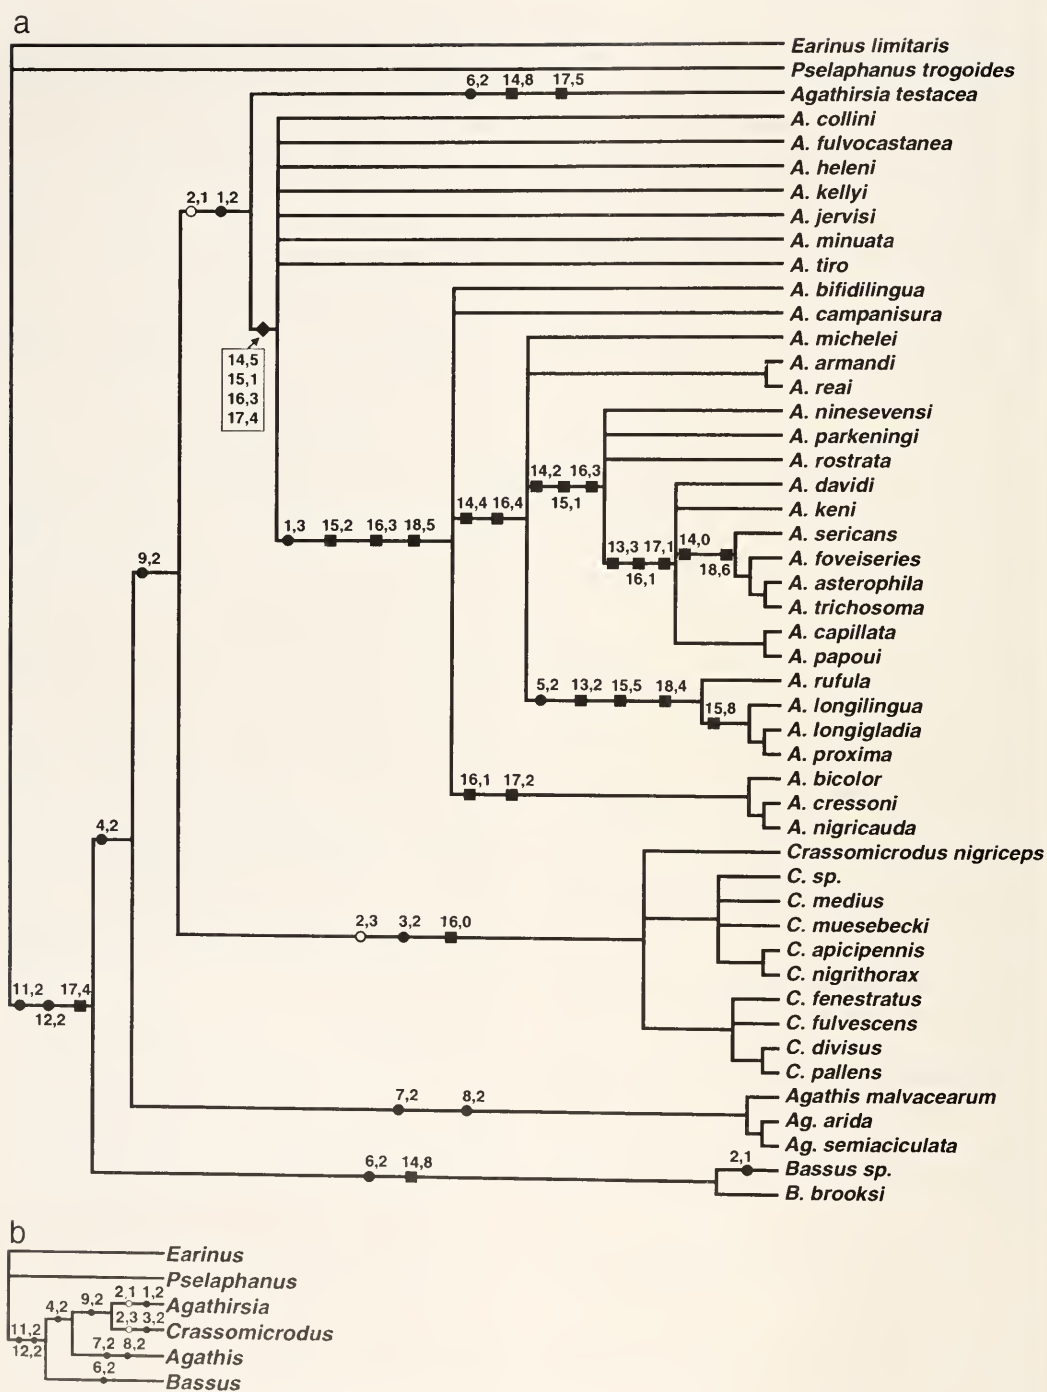 a
Earinus limitaris
Pselaphanus trogoides
6,2 14,8 17,5
Agathirsia testacea
A. collini
A. fulvocastanea
A. heleni
A. kellyi
2,1 1,2
A. jervisi
A. minuata
A. tiro
A. bifidilingua
A. campanisura
A. michelei
14,5
15,1
16,3
17,4
A. armandi
A. reai
A. ninesevensi
A. parkeningi
A. rostrata
14,2 16,3
15,1
A. davidi
14,4 16,4
A. keni
1,3 15,2 16,3 18,5
A. sericans
13,3 17,1 14,0
16,1 18,6
9,2
A. foveiseries
A. asterophila
A. trichosoma
A. capillata
A. papoui
5,2 13,2 15,5 18,4
A. rufula
15,8
A. longilingua
A. longigladia
A. proxima
16,1 17,2
A. bicolor
A. cressoni
A. nigricauda
4,2
Crassomicrodus nigriceps
C. sp.
C. medius
2,3 3,2 16,0
C. muesebecki
C. apicipennis
C. nigrithorax
11,2 17,4
12,2
C. fenestratus
C. fulvescens
C. divisus
C. pallens
7,2 8,2
Agathis malvacearum
Ag. arida
Ag. semiaciculata
6,2 14,8
2,1
Bassus sp.
B. brooksi
b
Earinus
Pselaphanus
2,1 1,2
4,2 9,2
Agathirsia
2,3 3,2
11,2
Crassomicrodus
12,2
7,2 8,2
Agathis
6,2
Bassus